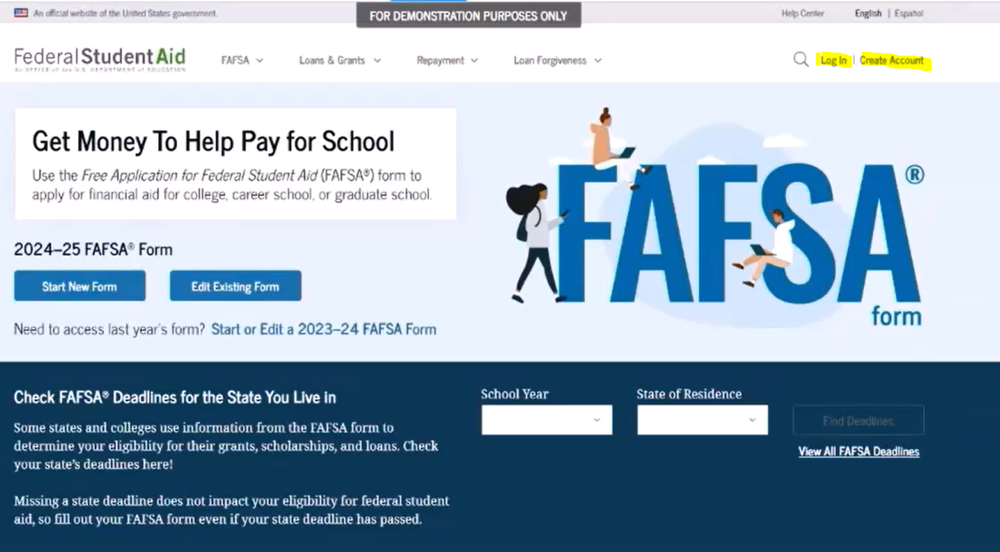 An official website of the United States government.
FOR DEMONSTRATION PURPOSES ONLY
Help Center English | Español
Federal Student Aid
An OFFICE of the U.S. DEPARTMENT of EDUCATION
FAFSA Loans & Grants Repayment Loan Forgiveness Log In | Create Account
Get Money To Help Pay for School
Use the Free Application for Federal Student Aid (FAFSA®) form to
apply for financial aid for college, career school, or graduate school.
FAFSA®
form
2024–25 FAFSA® Form
Start New Form Edit Existing Form
Need to access last year's form? Start or Edit a 2023–24 FAFSA Form
Check FAFSA® Deadlines for the State You Live in
Some states and colleges use information from the FAFSA form to
determine your eligibility for their grants, scholarships, and loans. Check
your state's deadlines here!
Missing a state deadline does not impact your eligibility for federal student
aid, so fill out your FAFSA form even if your state deadline has passed.
School Year State of Residence
Find Deadlines
View All FAFSA Deadlines